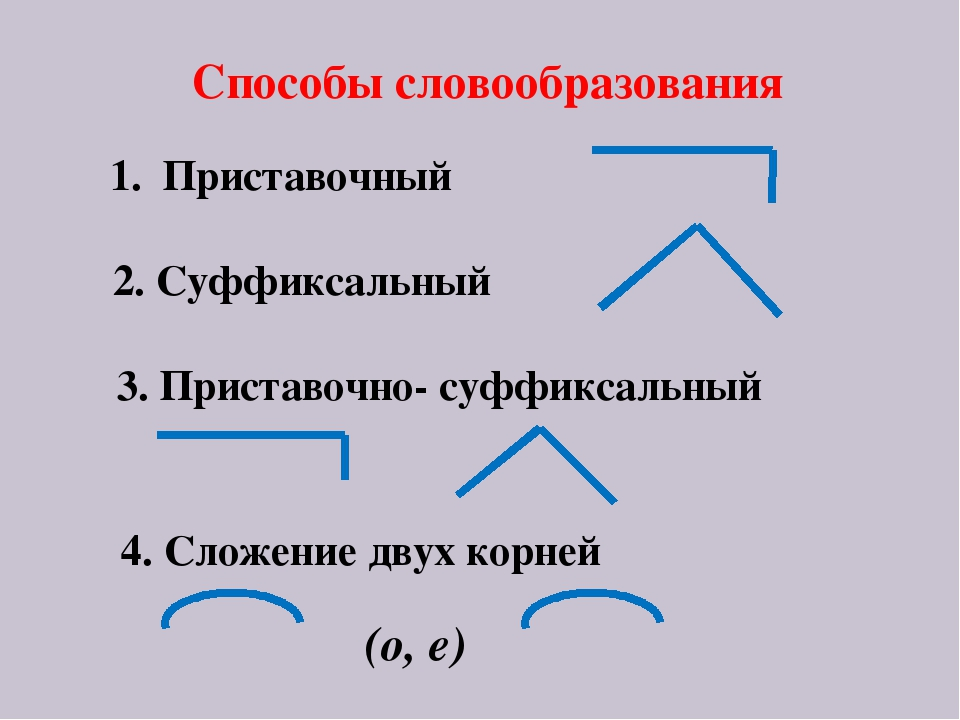 Способы словообразования
1. Приставочный
2. Суффиксальный
3. Приставочно- суффиксальный
4. Сложение двух корней
(о, е)